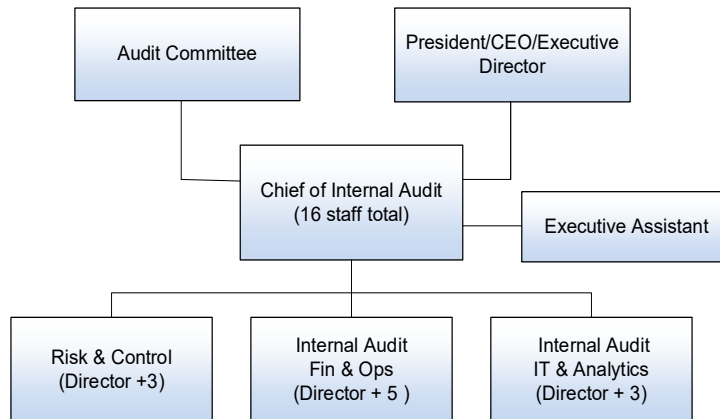 Audit Committee
President/CEO/Executive
Director
Chief of Internal Audit
(16 staff total)
Executive Assistant
Risk & Control
(Director +3)
Internal Audit
Fin & Ops
(Director + 5 )
Internal Audit
IT & Analytics
(Director + 3)